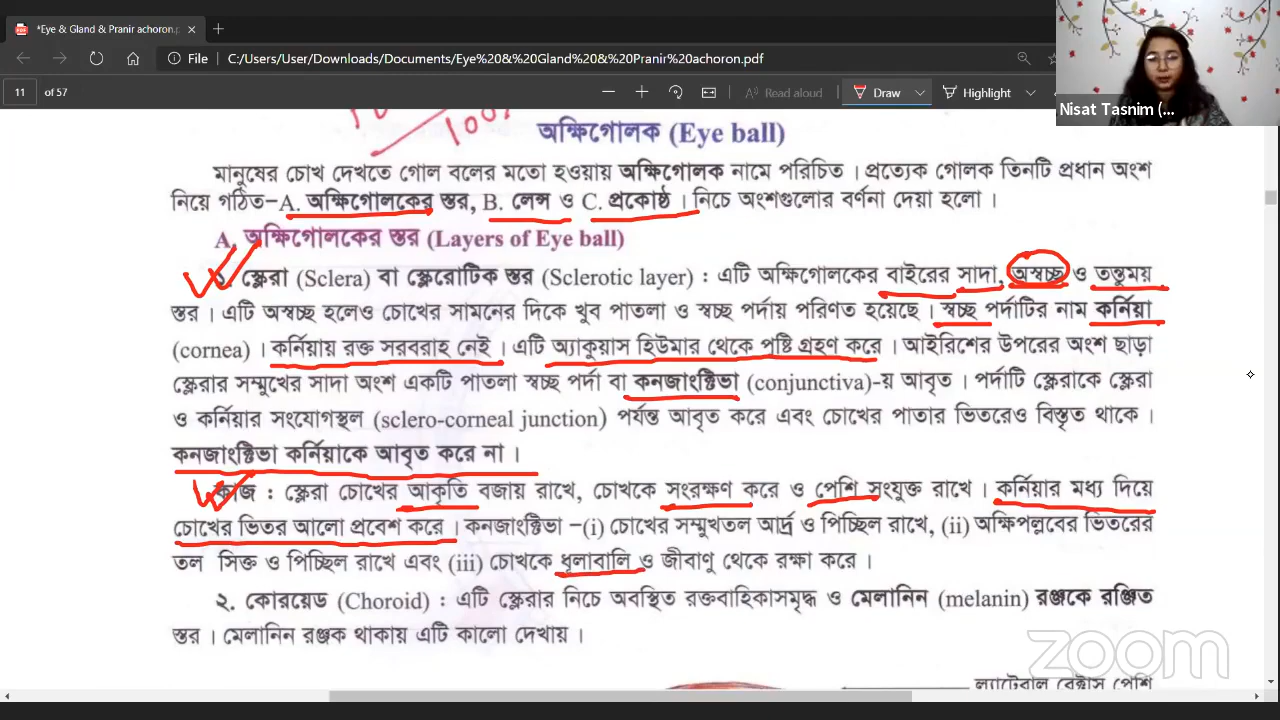 *Eye & Gland & Pranir achoron.p
File C:/Users/User/Downloads/Documents/Eye%20&%20Gland%20&%20Pranir%20achoron.pdf
11 of 57 Read aloud Draw Highlight
Nisat Tasnim (...
100%
অক্ষিগোলক (Eye ball)
মানুষের চোখ দেখতে গোল বলের মতো হওয়ায় অক্ষিগোলক নামে পরিচিত । প্রত্যেক গোলক তিনটি প্রধান অংশ
নিয়ে গঠিত-A. অক্ষিগোলকের স্তর, B. লেন্স ও C. প্রকোষ্ঠ । নিচে অংশগুলোর বর্ণনা দেয়া হলো ।
A. অক্ষিগোলকের স্তর (Layers of Eye ball)
স্ক্লেরা (Sclera) বা স্ক্লেরোটিক স্তর (Sclerotic layer) : এটি অক্ষিগোলকের বাইরের সাদা, অস্বচ্ছ ও তন্তুময়
স্তর । এটি অস্বচ্ছ হলেও চোখের সামনের দিকে খুব পাতলা ও স্বচ্ছ পর্দায় পরিণত হয়েছে । স্বচ্ছ পর্দাটির নাম কর্নিয়া
(cornea) । কর্নিয়ায় রক্ত সরবরাহ নেই । এটি অ্যাকুয়াস হিউমার থেকে পুষ্টি গ্রহণ করে । আইরিশের উপরের অংশ ছাড়া
স্ক্লেরার সম্মুখের সাদা অংশ একটি পাতলা স্বচ্ছ পর্দা বা কনজাংক্টিভা (conjunctiva)-য় আবৃত । পর্দাটি স্ক্লেরাকে স্ক্লেরা
ও কর্নিয়ার সংযোগস্থল (sclero-corneal junction) পর্যন্ত আবৃত করে এবং চোখের পাতার ভিতরেও বিস্তৃত থাকে ।
কনজাংক্টিভা কর্নিয়াকে আবৃত করে না ।
কাজ : স্ক্লেরা চোখের আকৃতি বজায় রাখে, চোখকে সংরক্ষণ করে ও পেশি সংযুক্ত রাখে । কর্নিয়ার মধ্য দিয়ে
চোখের ভিতর আলো প্রবেশ করে । কনজাংক্টিভা -(i) চোখের সম্মুখতল আর্দ্র ও পিচ্ছিল রাখে, (ii) অক্ষিপল্লবের ভিতরের
তল সিক্ত ও পিচ্ছিল রাখে এবং (iii) চোখকে ধূলাবালি ও জীবাণু থেকে রক্ষা করে ।
২. কোরয়েড (Choroid) : এটি স্ক্লেরার নিচে অবস্থিত রক্তবাহিকাসমৃদ্ধ ও মেলানিন (melanin) রঞ্জকে রঞ্জিত
স্তর । মেলানিন রঞ্জক থাকায় এটি কালো দেখায় ।
zoom
ল্যাটেরাল রেক্টাস পেশি